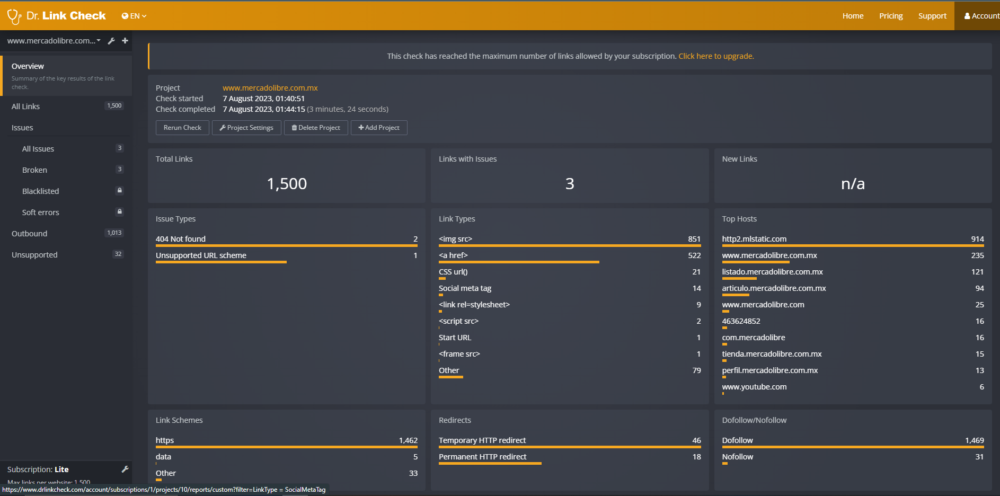 Dr. Link Check
EN
Home
Pricing
Support
Account
www.mercadolibre.com...
Overview
Summary of the key results of the link
check.
All Links 1,500
Issues
All Issues 3
Broken 3
Blacklisted
Soft errors
Outbound 1,013
Unsupported 32
Subscription: Lite
Max links per website: 1,500
This check has reached the maximum number of links allowed by your subscription. Click here to upgrade.
Project www.mercadolibre.com.mx
Check started 7 August 2023, 01:40:51
Check completed 7 August 2023, 01:44:15 (3 minutes, 24 seconds)
Rerun Check
Project Settings
Delete Project
Add Project
Total Links
1,500
Links with Issues
3
New Links
n/a
Issue Types
404 Not found 2
Unsupported URL scheme 1
Link Types
<img src> 851
<a href> 522
CSS url() 21
Social meta tag 14
<link rel=stylesheet> 9
<script src> 2
Start URL 1
<frame src> 1
Other 79
Top Hosts
http2.mlstatic.com 914
www.mercadolibre.com.mx 235
listado.mercadolibre.com.mx 121
articulo.mercadolibre.com.mx 94
www.mercadolibre.com 25
463624852 16
com.mercadolibre 16
tienda.mercadolibre.com.mx 15
perfil.mercadolibre.com.mx 13
www.youtube.com 6
Link Schemes
https 1,462
data 5
Other 33
Redirects
Temporary HTTP redirect 46
Permanent HTTP redirect 18
Dofollow/Nofollow
Dofollow 1,469
Nofollow 31
https://www.drlinkcheck.com/account/subscriptions/1/projects/10/reports/custom?filter=LinkType = SocialMetaTag